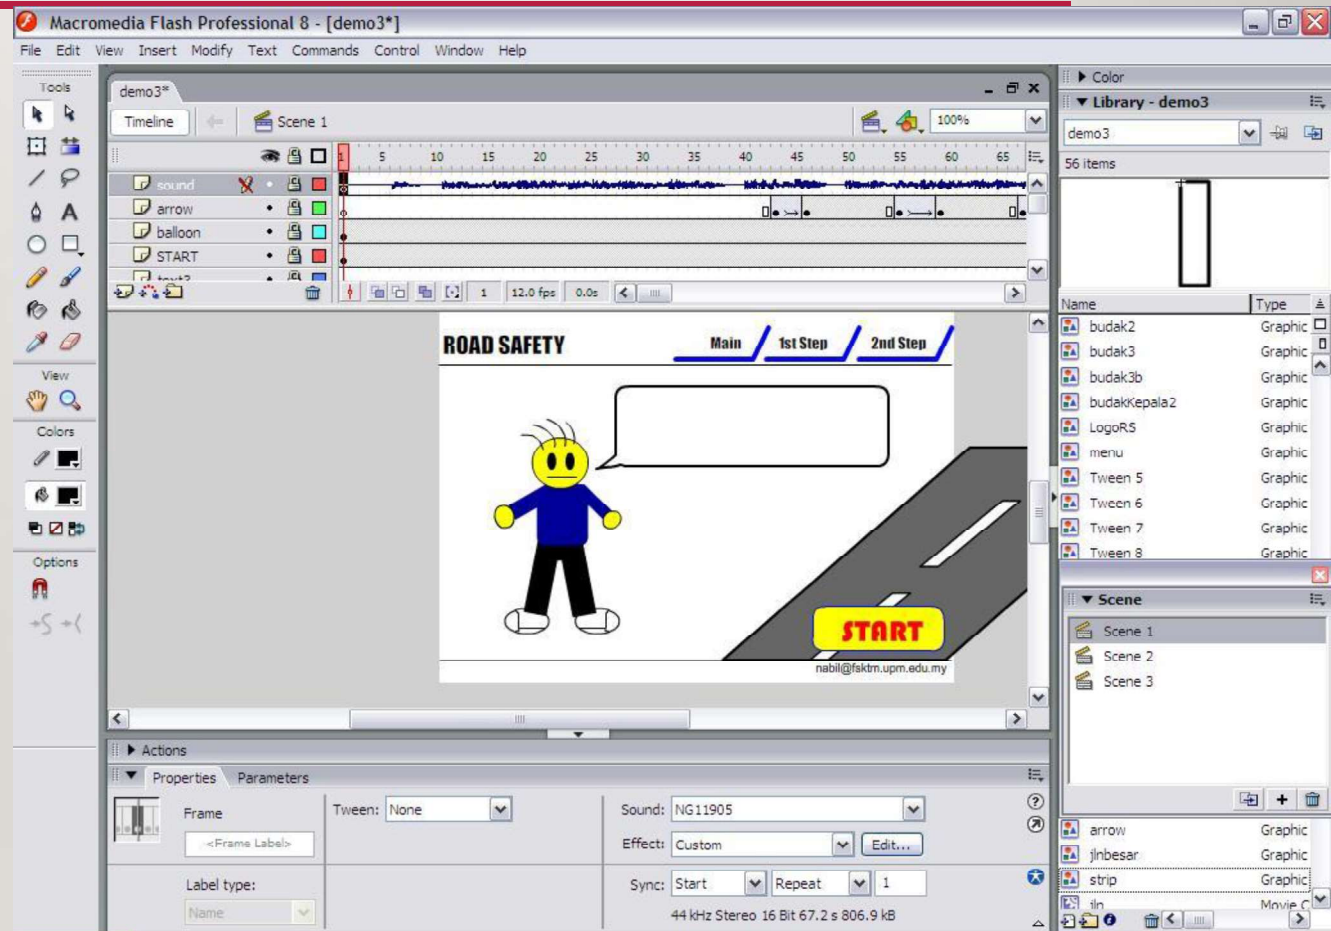 Macromedia Flash Professional 8 - [demo3*]
File Edit View Insert Modify Text Commands Control Window Help
Tools
View
Colors
Options
demo3*
Timeline
Scene 1
100%
1 5 10 15 20 25 30 35 40 45 50 55 60 65
sound
arrow
balloon
START
text2
1 12.0 fps 0.0s
ROAD SAFETY
Main 1st Step 2nd Step
START
nabil@fsktm.upm.edu.my
Actions
Properties Parameters
Frame
<Frame Label>
Label type:
Name
Tween: None
Sound: NG11905
Effect: Custom Edit...
Sync: Start Repeat 1
44 kHz Stereo 16 Bit 67.2 s 806.9 kB
Color
Library - demo3
demo3
56 items
Name Type
budak2 Graphic
budak3 Graphic
budak3b Graphic
budakKepala2 Graphic
LogoRS Graphic
menu Graphic
Tween 5 Graphic
Tween 6 Graphic
Tween 7 Graphic
Tween 8 Graphic
Scene
Scene 1
Scene 2
Scene 3
arrow Graphic
jlnbesar Graphic
strip Graphic
jln Movie C